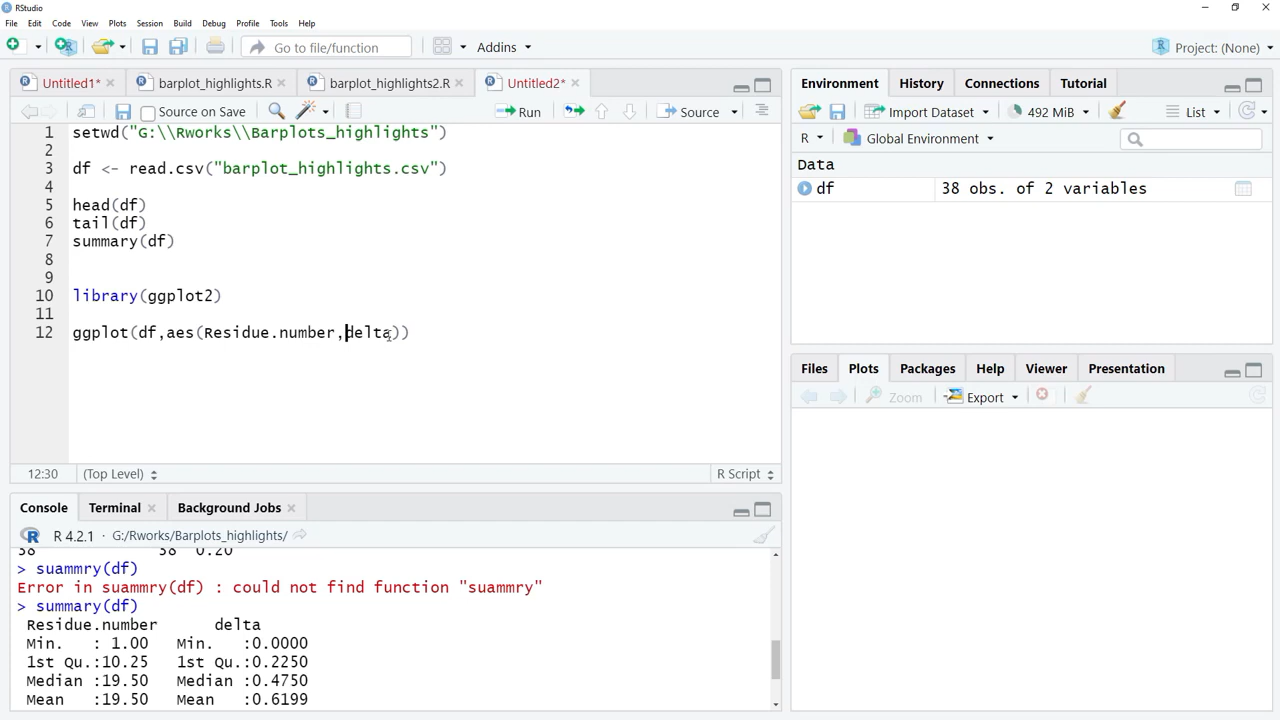 RStudio
File Edit Code View Plots Session Build Debug Profile Tools Help
Go to file/function Addins Project: (None)
Untitled1* barplot_highlights.R barplot_highlights2.R Untitled2*
Source on Save Run Source
1 setwd("G:\\Rworks\\Barplots_highlights")
2
3 df <- read.csv("barplot_highlights.csv")
4
5 head(df)
6 tail(df)
7 summary(df)
8
9
10 library(ggplot2)
11
12 ggplot(df,aes(Residue.number,delta))
12:30 (Top Level) R Script
Console Terminal Background Jobs
R 4.2.1 · G:/Rworks/Barplots_highlights/
38 38 0.20
> suammry(df)
Error in suammry(df) : could not find function "suammry"
> summary(df)
Residue.number delta
Min. : 1.00 Min. :0.0000
1st Qu.:10.25 1st Qu.:0.2250
Median :19.50 Median :0.4750
Mean :19.50 Mean :0.6199
Environment History Connections Tutorial
Import Dataset 492 MiB List
R Global Environment
Data
df 38 obs. of 2 variables
Files Plots Packages Help Viewer Presentation
Zoom Export